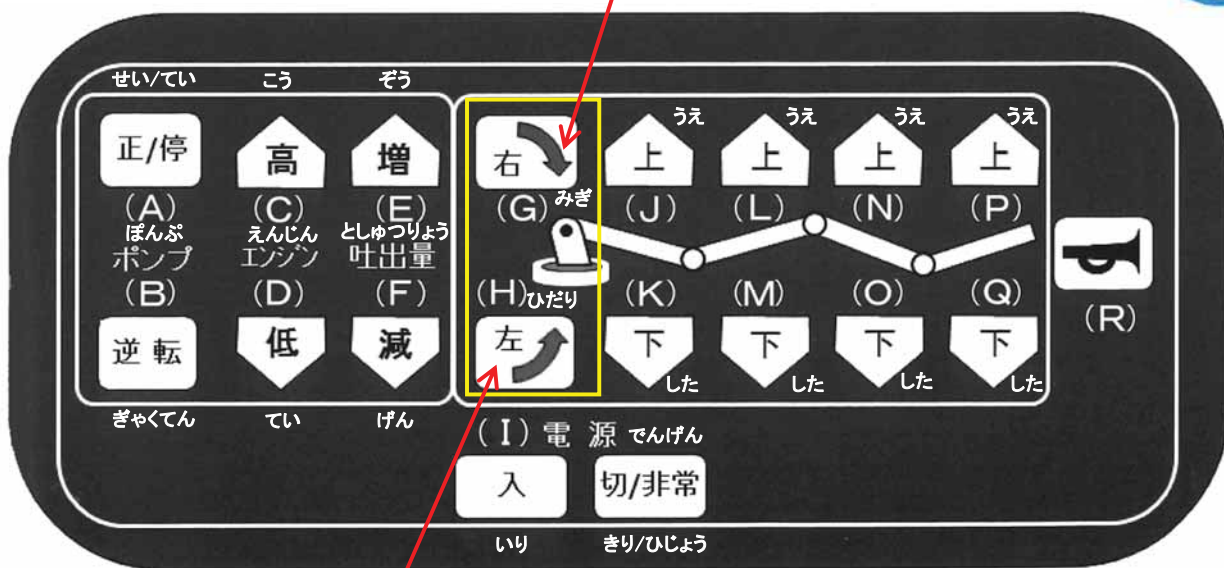 せい/てい こう ぞう
正/停 高 増 右 上 うえ 上 うえ 上 うえ 上 うえ
(A) (C) (E) (G) みぎ (J) (L) (N) (P)
ぽんぷ えんじん としゅつりょう
ポンプ エンジン 吐出量
(B) (D) (F) (H) ひだり (K) (M) (O) (Q) (R)
逆転 低 減 左 下 した 下 した 下 した 下 した
ぎゃくてん てい げん
(I) 電源 でんげん
入 切/非常
いり きり/ひじょう